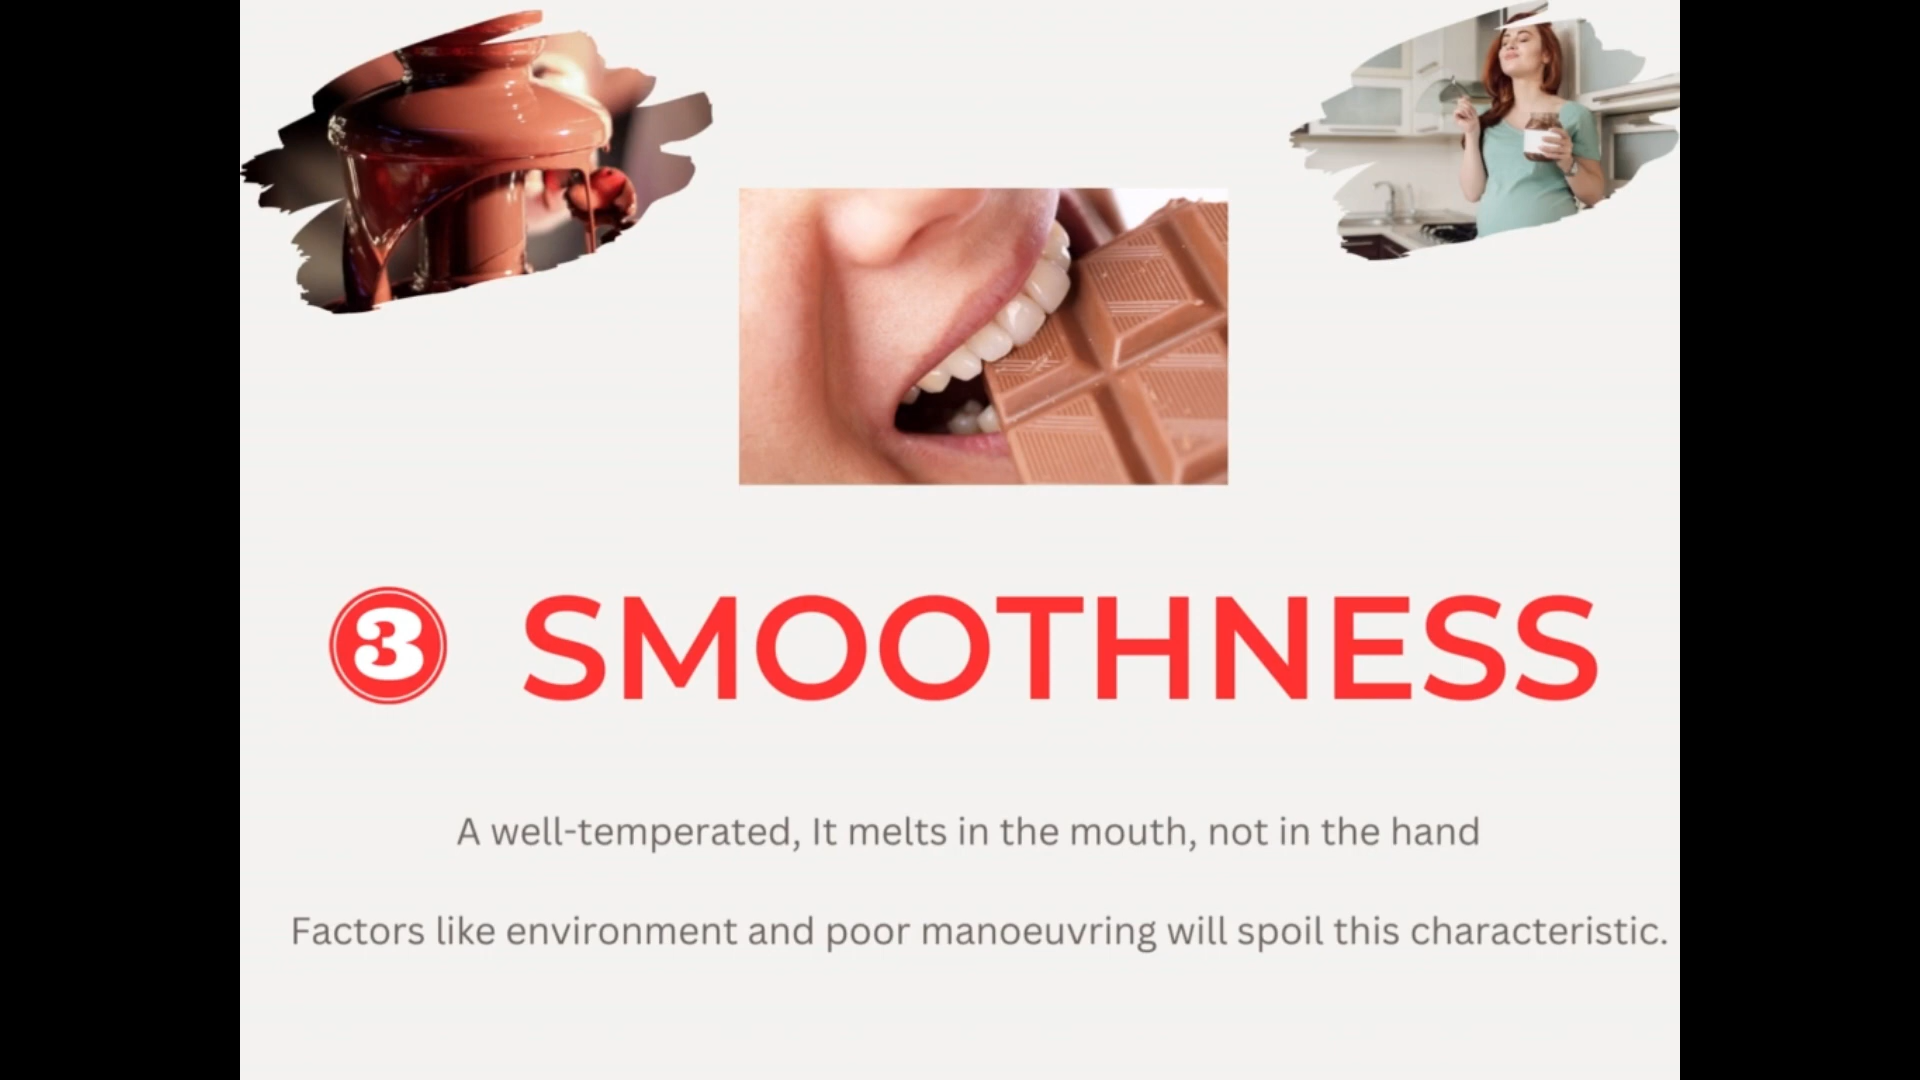 3 SMOOTHNESS
A well-temperated, It melts in the mouth, not in the hand
Factors like environment and poor manoeuvring will spoil this characteristic.